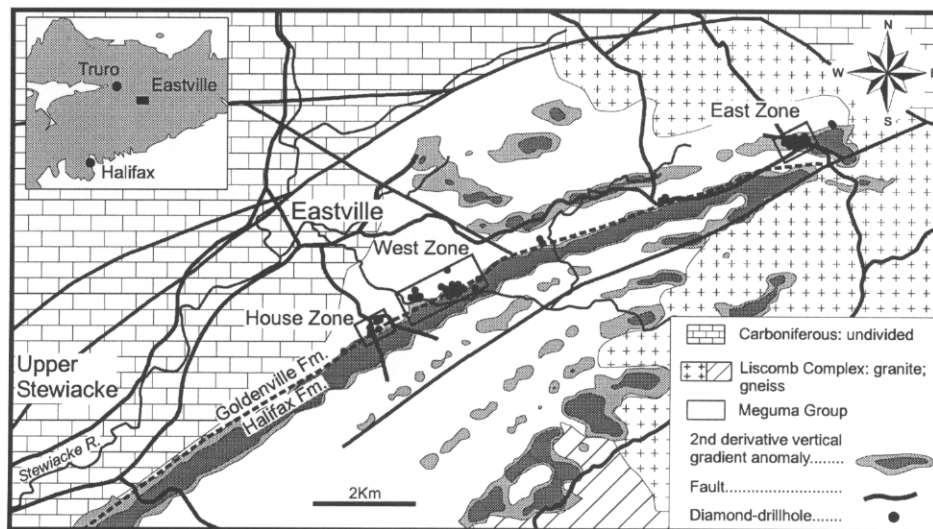 Truro
Eastville
Halifax
N
W
E
S
East Zone
Eastville
West Zone
House Zone
Upper
Stewiacke
Goldenville Fm.
Halifax Fm.
Stewiacke R.
2Km
Carboniferous: undivided
Liscomb Complex: granite;
gneiss
Meguma Group
2nd derivative vertical
gradient anomaly.......
Fault.......................
Diamond-drillhole ......